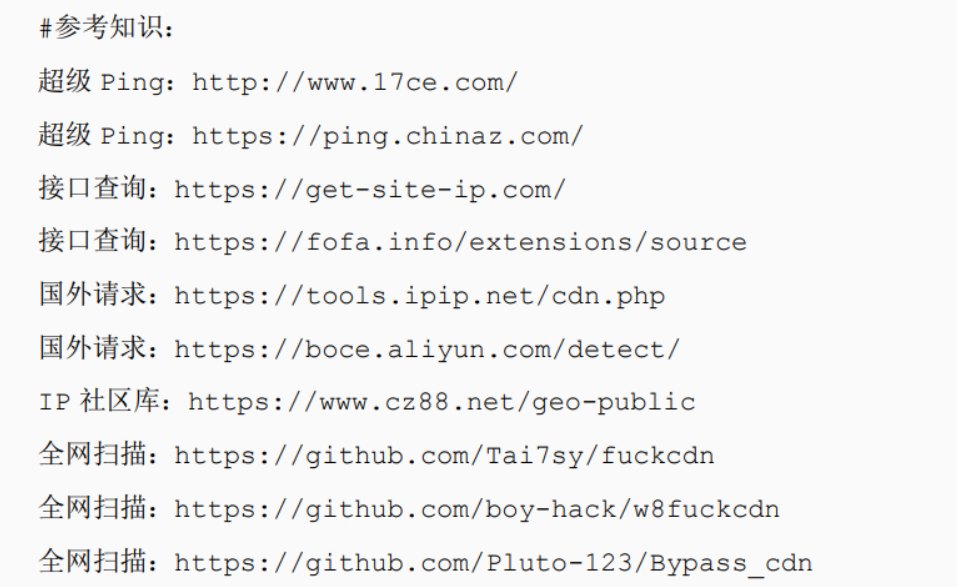 #参考知识：
超级 Ping：http://www.17ce.com/
超级 Ping：https://ping.chinaz.com/
接口查询：https://get-site-ip.com/
接口查询：https://fofa.info/extensions/source
国外请求：https://tools.ipip.net/cdn.php
国外请求：https://boce.aliyun.com/detect/
IP 社区库：https://www.cz88.net/geo-public
全网扫描：https://github.com/Tai7sy/fuckcdn
全网扫描：https://github.com/boy-hack/w8fuckcdn
全网扫描：https://github.com/Pluto-123/Bypass_cdn